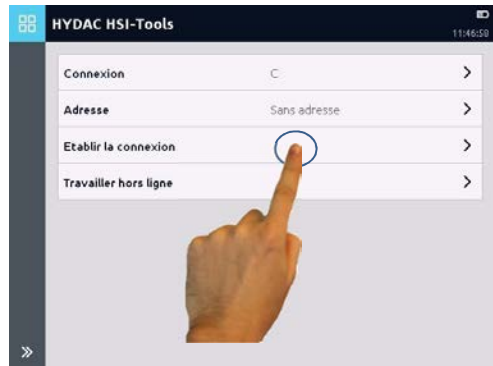 HYDAC HSI-Tools
11:46:50
Connexion C
Adresse Sans adresse
Etablir la connexion
Travailler hors ligne